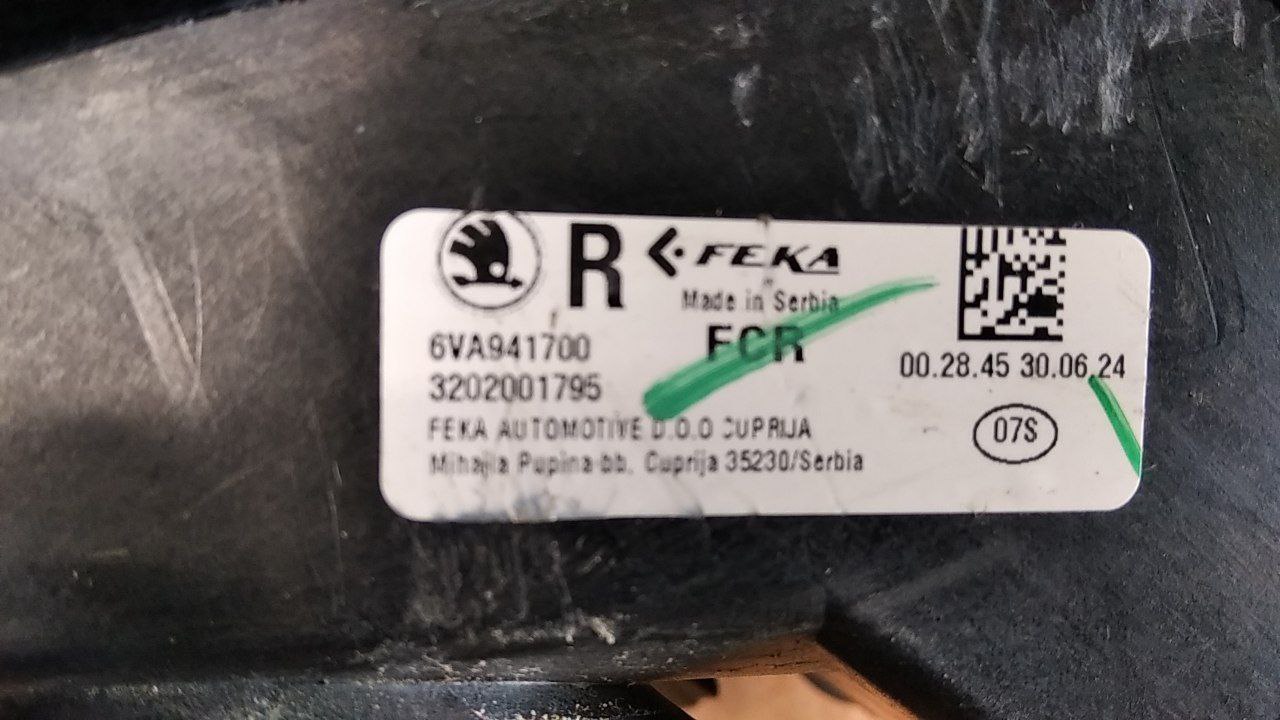 R FEKA
Made in Serbia
6VA941700
FCR
3202001795
00.28.45 30.06.24
FEKA AUTOMOTIVE D.O.O CUPRIJA
07S
Mihajla Pupina bb, Cuprija 35230/Serbia